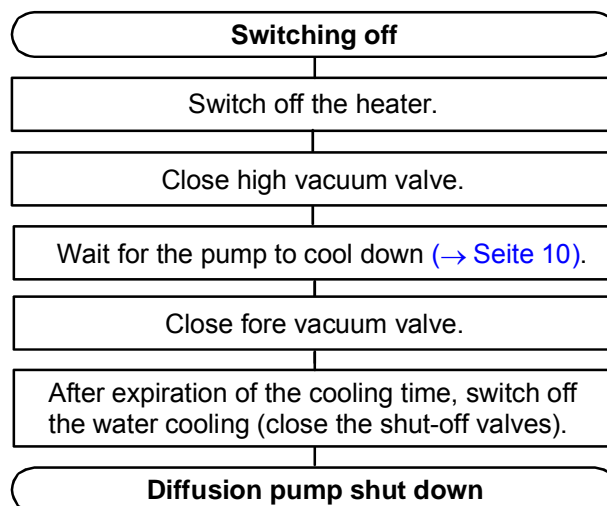 Switching off
Switch off the heater.
Close high vacuum valve.
Wait for the pump to cool down (→ Seite 10).
Close fore vacuum valve.
After expiration of the cooling time, switch off
the water cooling (close the shut-off valves).
Diffusion pump shut down